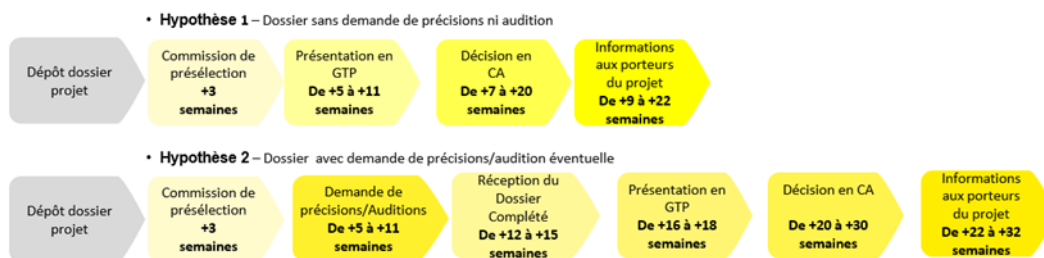 • Hypothèse 1 – Dossier sans demande de précisions ni audition
Dépôt dossier
projet
Commission de
présélection
+3
semaines
Présentation en
GTP
De +5 à +11
semaines
Décision en
CA
De +7 à +20
semaines
Informations
aux porteurs
du projet
De +9 à +22
semaines
• Hypothèse 2 – Dossier avec demande de précisions/audition éventuelle
Dépôt dossier
projet
Commission de
présélection
+3
semaines
Demande de
précisions/Auditions
De +5 à +11
semaines
Réception du
Dossier
Complété
De +12 à +15
semaines
Présentation en
GTP
De +16 à +18
semaines
Décision en CA
De +20 à +30
semaines
Informations
aux porteurs
du projet
De +22 à +32
semaines